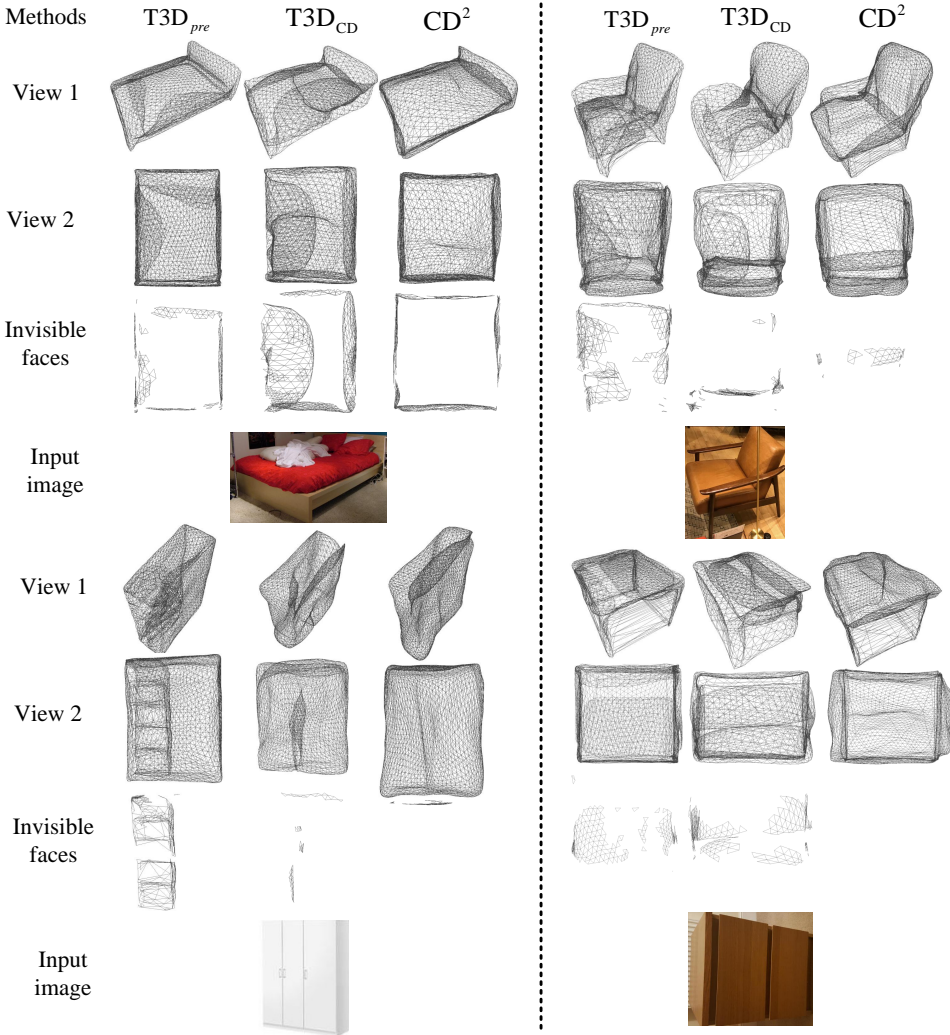 Methods T3D_pre T3D_CD CD² T3D_pre T3D_CD CD²
View 1
View 2
Invisible
faces
Input
image
View 1
View 2
Invisible
faces
Input
image